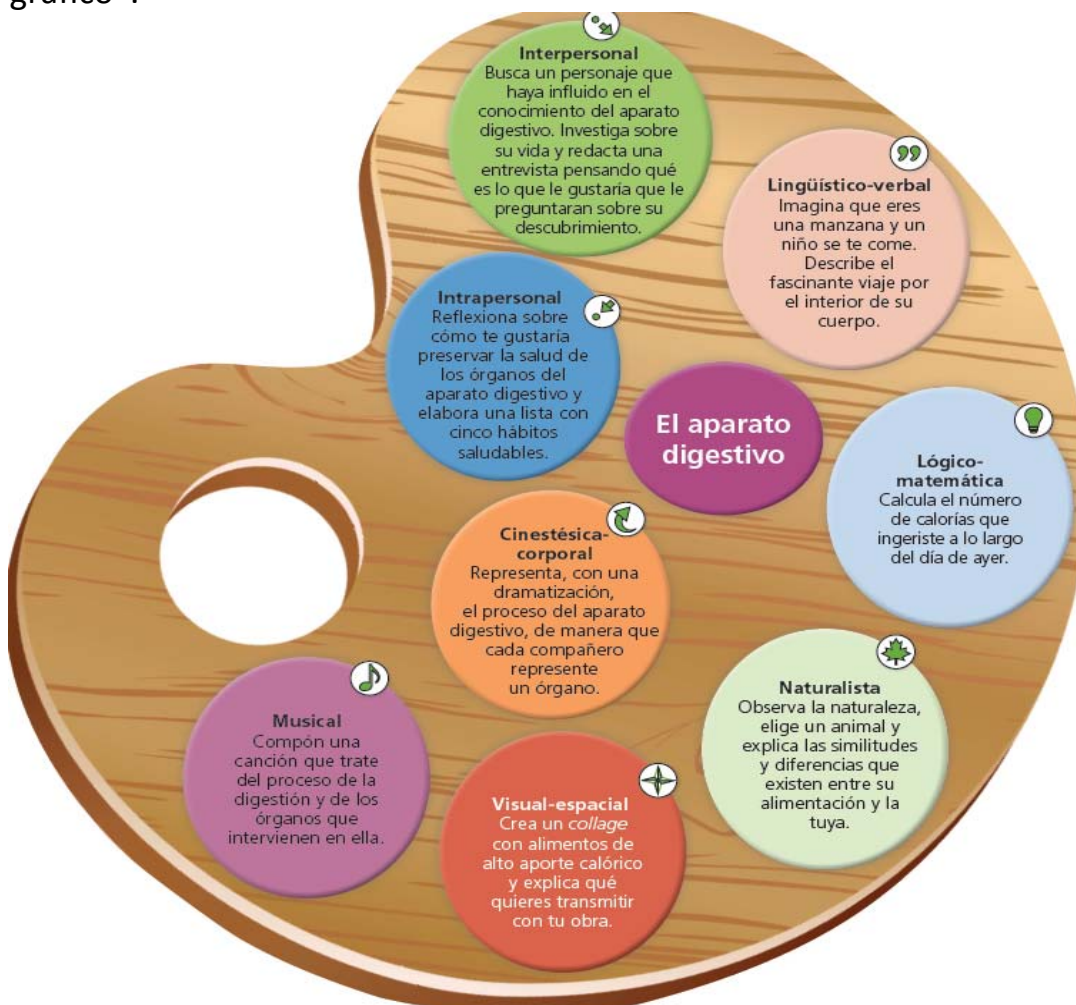 gráfico".
Interpersonal
Busca un personaje que
haya influido en el
conocimiento del aparato
digestivo. Investiga sobre
su vida y redacta una
entrevista pensando qué
es lo que le gustaría que le
preguntaran sobre su
descubrimiento.
Lingüístico-verbal
Imagina que eres
una manzana y un
niño se te come.
Describe el
fascinante viaje por
el interior de su
cuerpo.
Intrapersonal
Reflexiona sobre
cómo te gustaría
preservar la salud de
los órganos del
aparato digestivo y
elabora una lista con
cinco hábitos
saludables.
El aparato
digestivo
Lógico-
matemática
Calcula el número
de calorías que
ingeriste a lo largo
del día de ayer.
Cinestésica-
corporal
Representa, con una
dramatización,
el proceso del aparato
digestivo, de manera que
cada compañero
represente
un órgano.
Naturalista
Observa la naturaleza,
elige un animal y
explica las similitudes
y diferencias que
existen entre su
alimentación y la
tuya.
Musical
Compón una
canción que trate
del proceso de la
digestión y de los
órganos que
intervienen en ella.
Visual-espacial
Crea un collage
con alimentos de
alto aporte calórico
y explica qué
quieres transmitir
con tu obra.